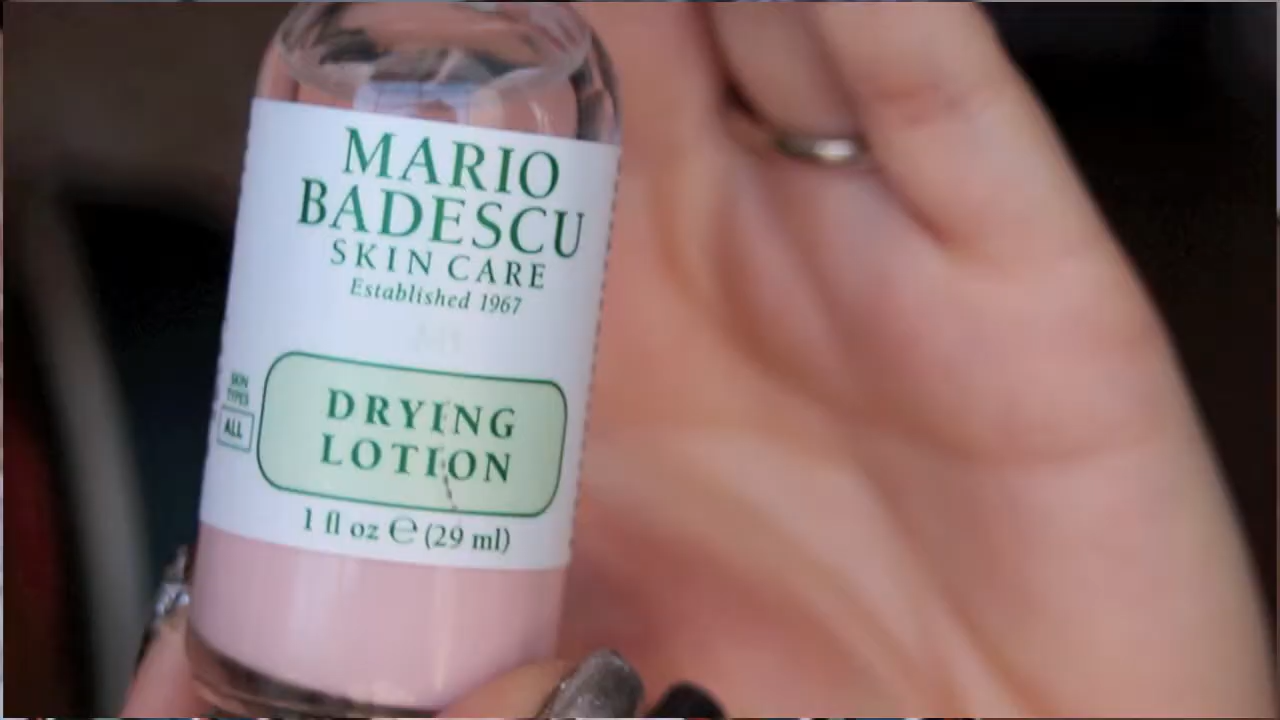 MARIO
BADESCU
SKIN CARE
Established 1967
SKIN
TYPES
ALL
DRYING
LOTION
1 fl oz ℮ (29 ml)